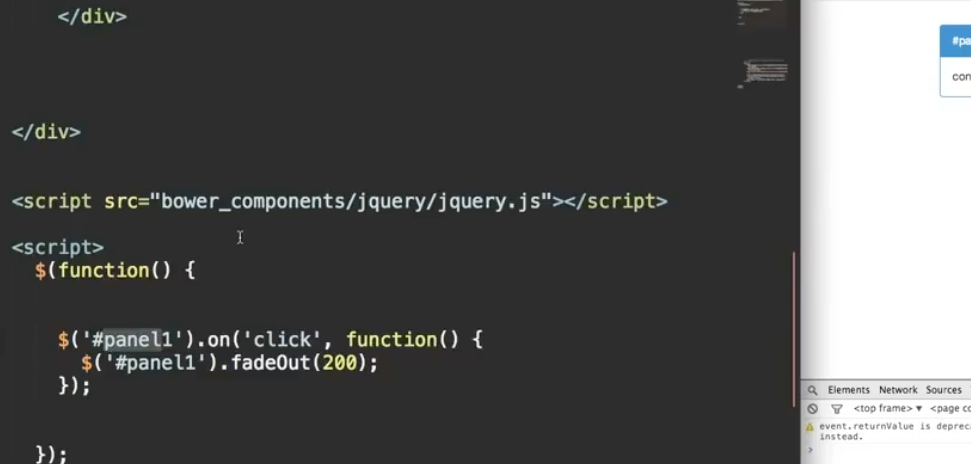 </div>
</div>
<script src="bower_components/jquery/jquery.js"></script>
<script>
$(function() {
$('#panel1').on('click', function() {
$('#panel1').fadeOut(200);
});
});
#pa
con
Elements Network Sources
<top frame> ▼ <page co
event.returnValue is depreca
instead.
>